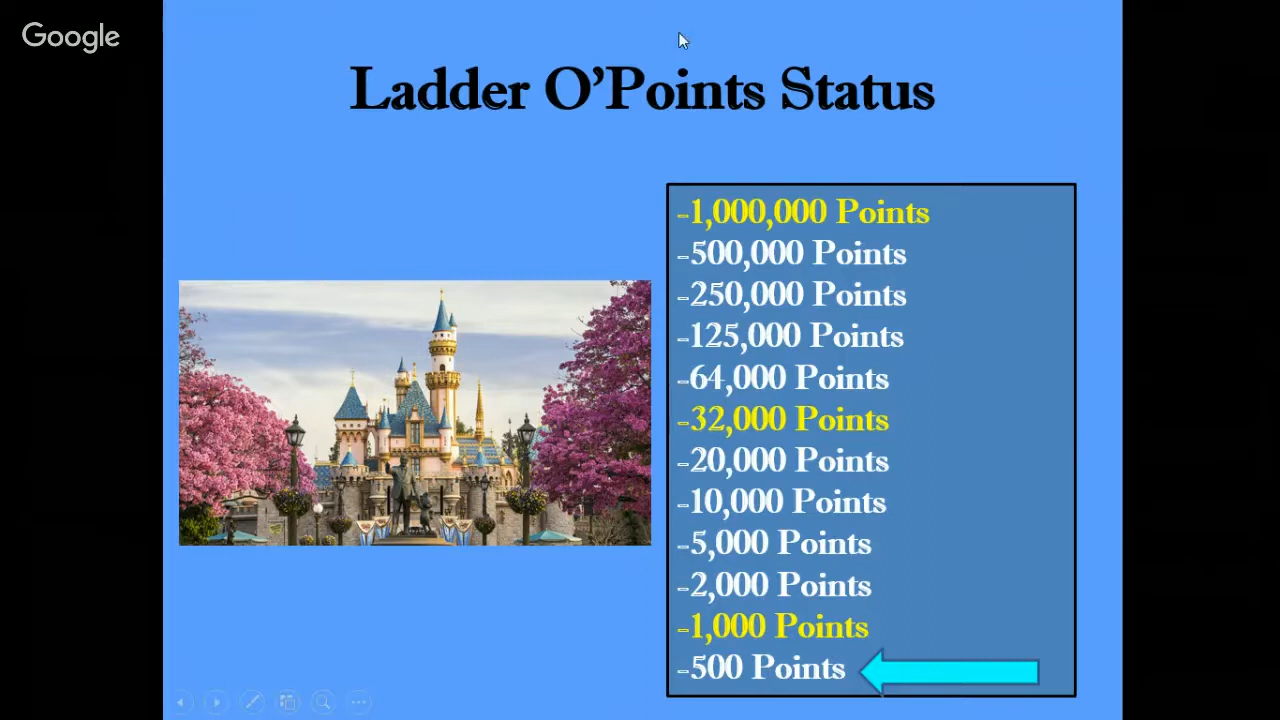 Google
Ladder O'Points Status
-1,000,000 Points
-500,000 Points
-250,000 Points
-125,000 Points
-64,000 Points
-32,000 Points
-20,000 Points
-10,000 Points
-5,000 Points
-2,000 Points
-1,000 Points
-500 Points